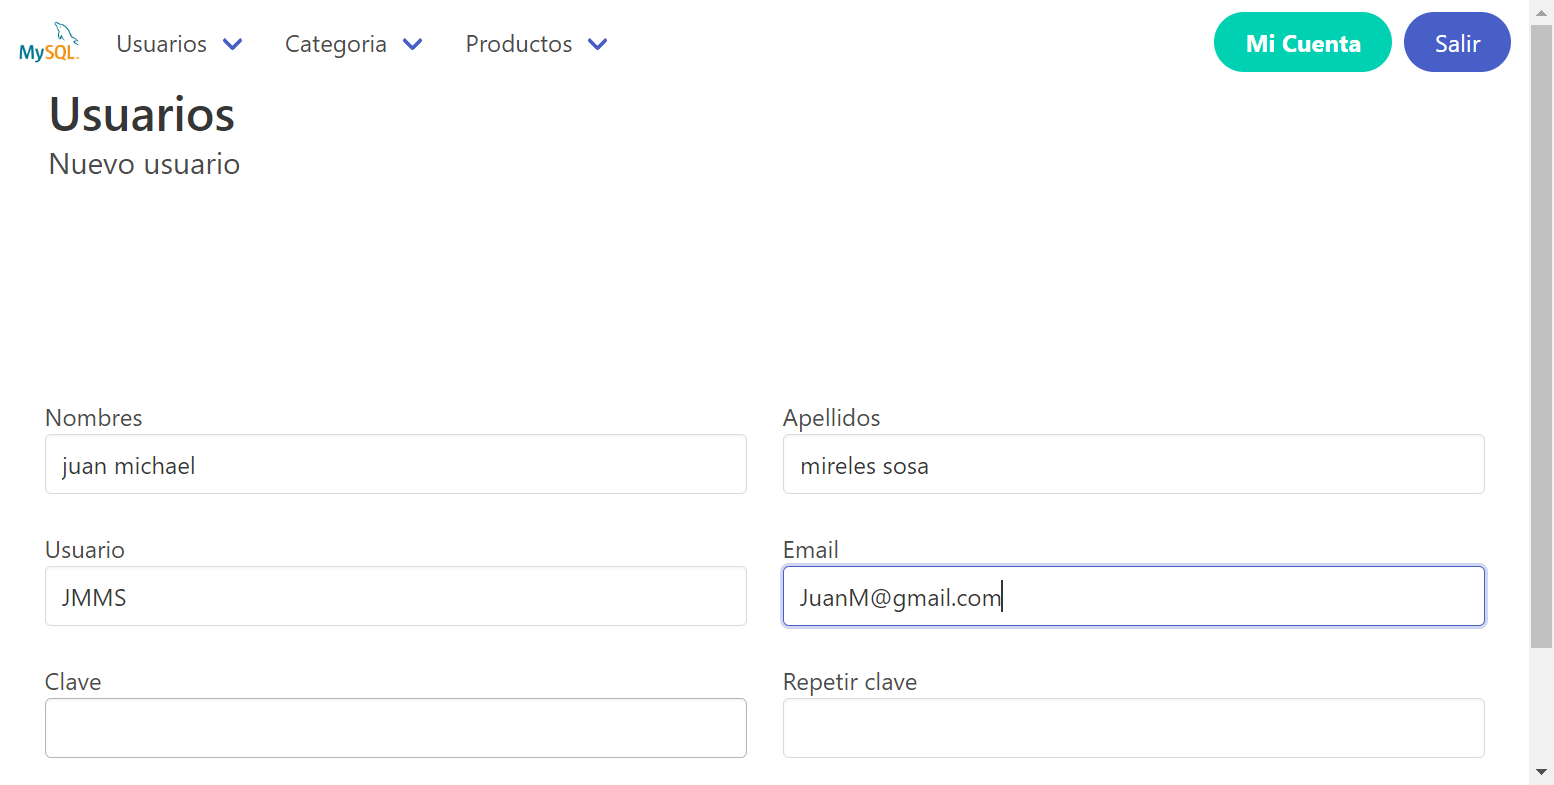 MySQL Usuarios Categoria Productos Mi Cuenta Salir
Usuarios
Nuevo usuario
Nombres Apellidos
juan michael mireles sosa
Usuario Email
JMMS JuanM@gmail.com
Clave Repetir clave